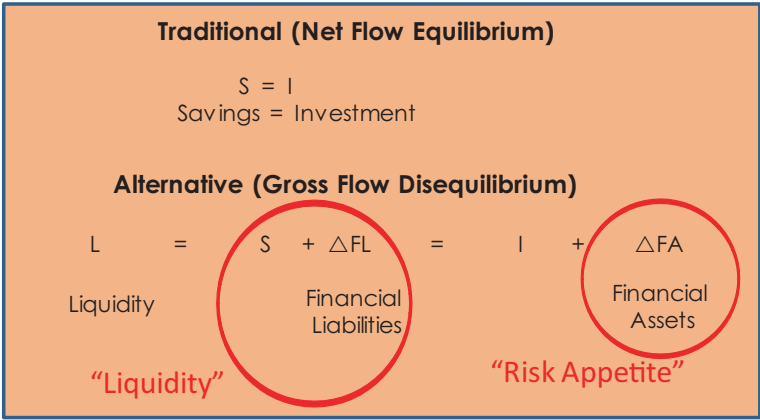 Traditional (Net Flow Equilibrium)
S = I
Savings = Investment
Alternative (Gross Flow Disequilibrium)
L = S + △FL = I + △FA
Liquidity Financial Liabilities Financial Assets
"Liquidity" "Risk Appetite"